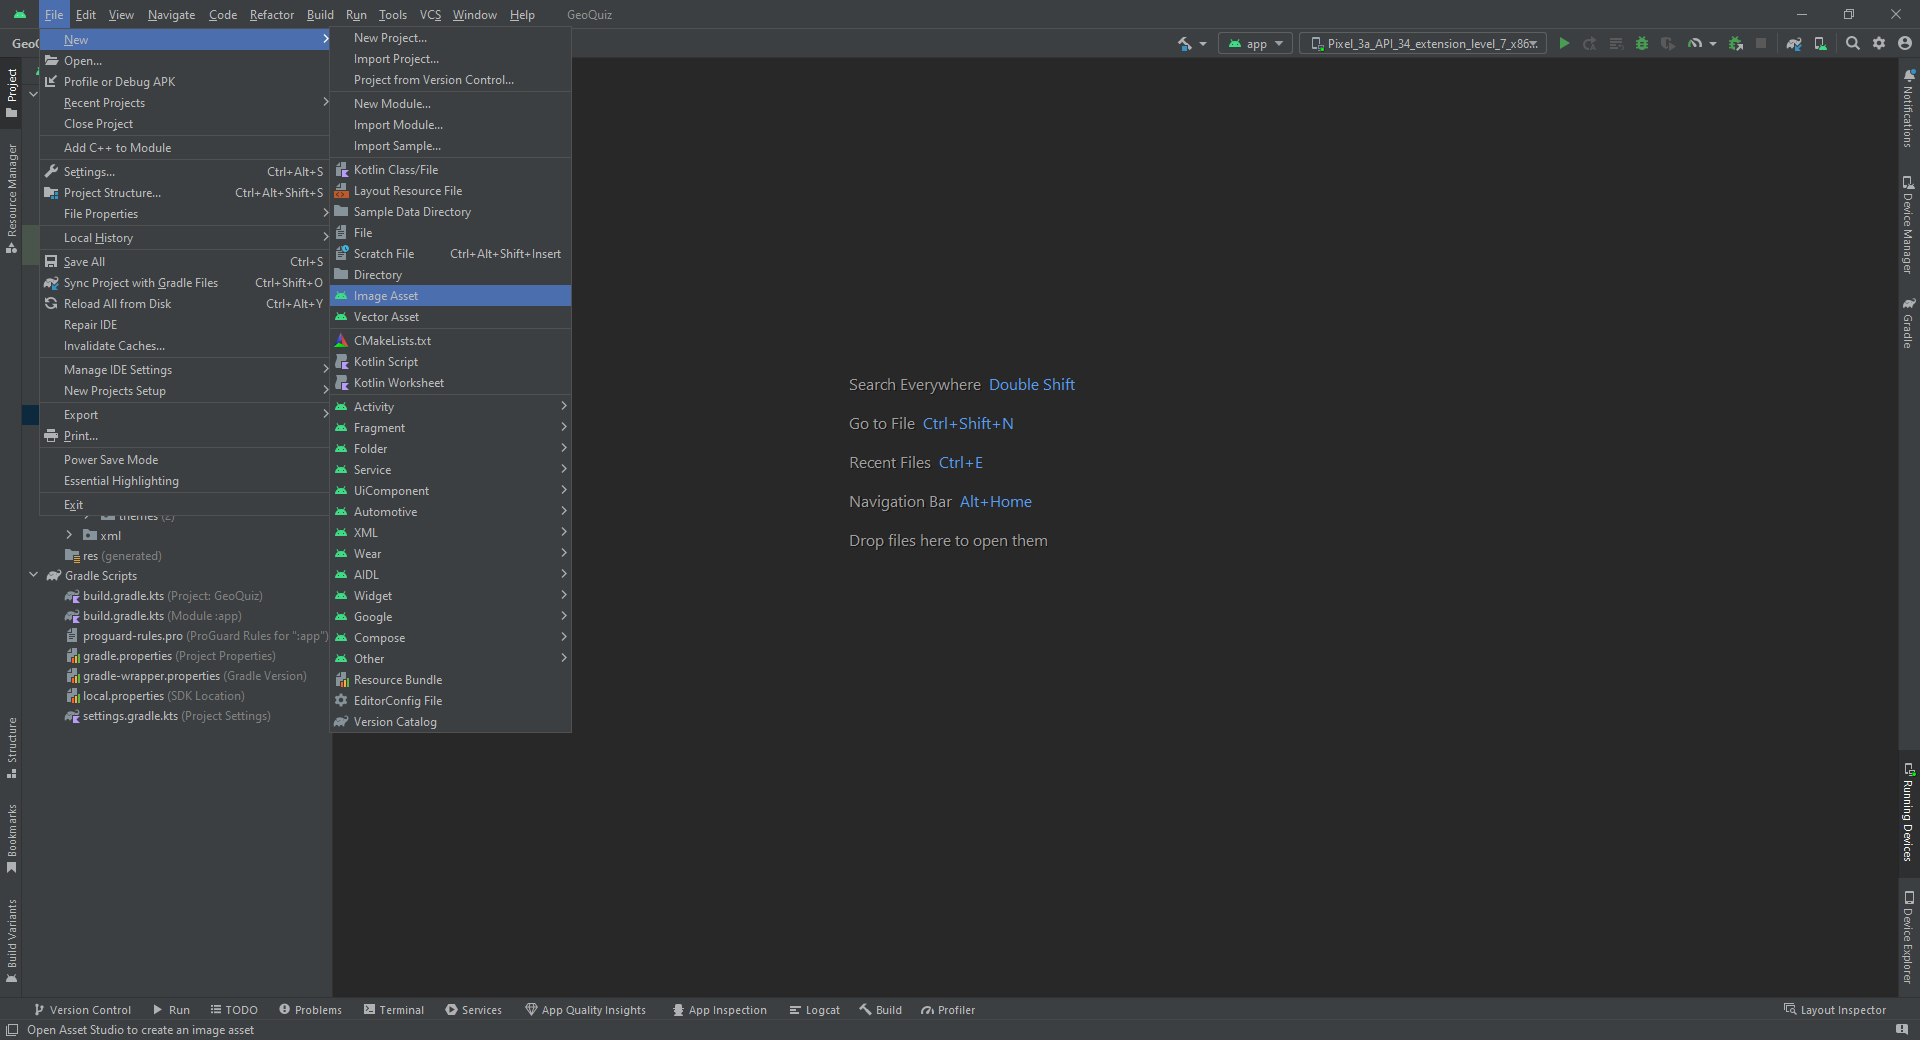 File Edit View Navigate Code Refactor Build Run Tools VCS Window Help GeoQuiz
app Pixel_3a_API_34_extension_level_7_x86
New
Open...
Profile or Debug APK
Recent Projects
Close Project
Add C++ to Module
Settings... Ctrl+Alt+S
Project Structure... Ctrl+Alt+Shift+S
File Properties
Local History
Save All Ctrl+S
Sync Project with Gradle Files Ctrl+Shift+O
Reload All from Disk Ctrl+Alt+Y
Repair IDE
Invalidate Caches...
Manage IDE Settings
New Projects Setup
Export
Print...
Power Save Mode
Essential Highlighting
Exit
New Project...
Import Project...
Project from Version Control...
New Module...
Import Module...
Import Sample...
Kotlin Class/File
Layout Resource File
Sample Data Directory
File
Scratch File Ctrl+Alt+Shift+Insert
Directory
Image Asset
Vector Asset
CMakeLists.txt
Kotlin Script
Kotlin Worksheet
Activity
Fragment
Folder
Service
UiComponent
Automotive
XML
Wear
AIDL
Widget
Google
Compose
Other
Resource Bundle
EditorConfig File
Version Catalog
themes (2)
xml
res (generated)
Gradle Scripts
build.gradle.kts (Project: GeoQuiz)
build.gradle.kts (Module :app)
proguard-rules.pro (ProGuard Rules for ":app")
gradle.properties (Project Properties)
gradle-wrapper.properties (Gradle Version)
local.properties (SDK Location)
settings.gradle.kts (Project Settings)
Search Everywhere Double Shift
Go to File Ctrl+Shift+N
Recent Files Ctrl+E
Navigation Bar Alt+Home
Drop files here to open them
Project
Resource Manager
Structure
Bookmarks
Build Variants
Notifications
Device Manager
Gradle
Running Devices
Device Explorer
Version Control Run TODO Problems Terminal Services App Quality Insights App Inspection Logcat Build Profiler Layout Inspector
Open Asset Studio to create an image asset